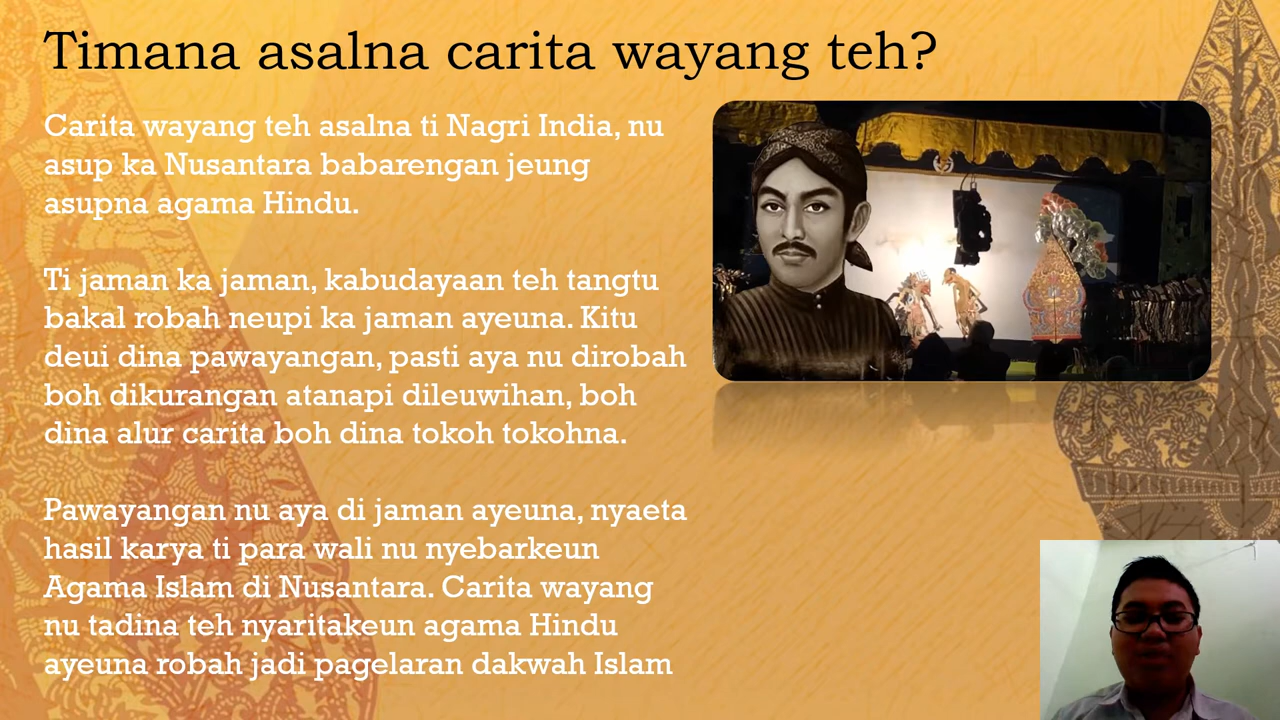 Timana asalna carita wayang teh?
Carita wayang teh asalna ti Nagri India, nu
asup ka Nusantara babarengan jeung
asupna agama Hindu.
Ti jaman ka jaman, kabudayaan teh tangtu
bakal robah neupi ka jaman ayeuna. Kitu
deui dina pawayangan, pasti aya nu dirobah
boh dikurangan atanapi dileuwihan, boh
dina alur carita boh dina tokoh tokohna.
Pawayangan nu aya di jaman ayeuna, nyaeta
hasil karya ti para wali nu nyebarkeun
Agama Islam di Nusantara. Carita wayang
nu tadina teh nyaritakeun agama Hindu
ayeuna robah jadi pagelaran dakwah Islam